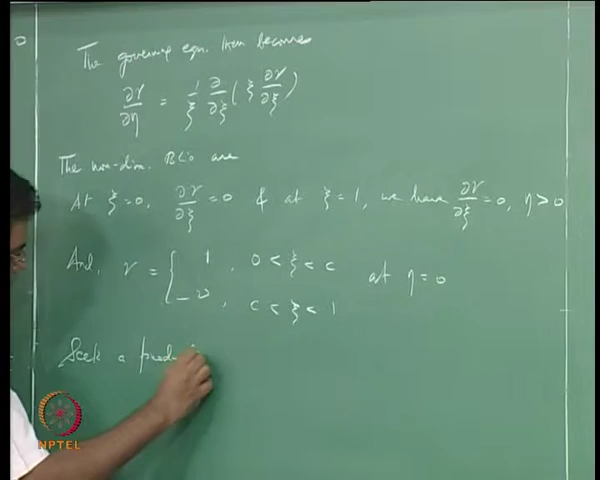 The governing eqn. then becomes
∂γ/∂η = 1/ξ ∂/∂ξ (ξ ∂γ/∂ξ)
The non-dim. BCs are
At ξ=0, ∂γ/∂ξ = 0 & at ξ=1, we have ∂γ/∂ξ = 0, η > 0
And, γ = { 1, 0 < ξ < c
-ν, c < ξ < 1 at η = 0
Seek a produ
NPTEL